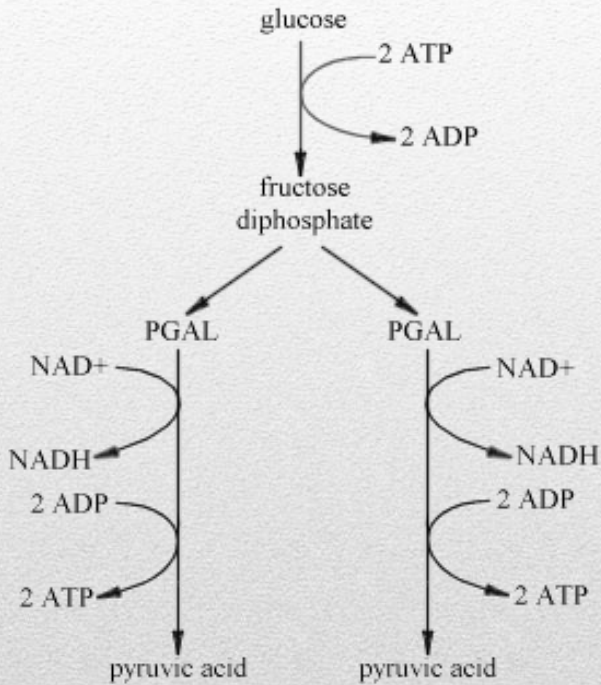 glucose
2 ATP
2 ADP
fructose
diphosphate
PGAL
PGAL
NAD+
NAD+
NADH
NADH
2 ADP
2 ADP
2 ATP
2 ATP
pyruvic acid
pyruvic acid